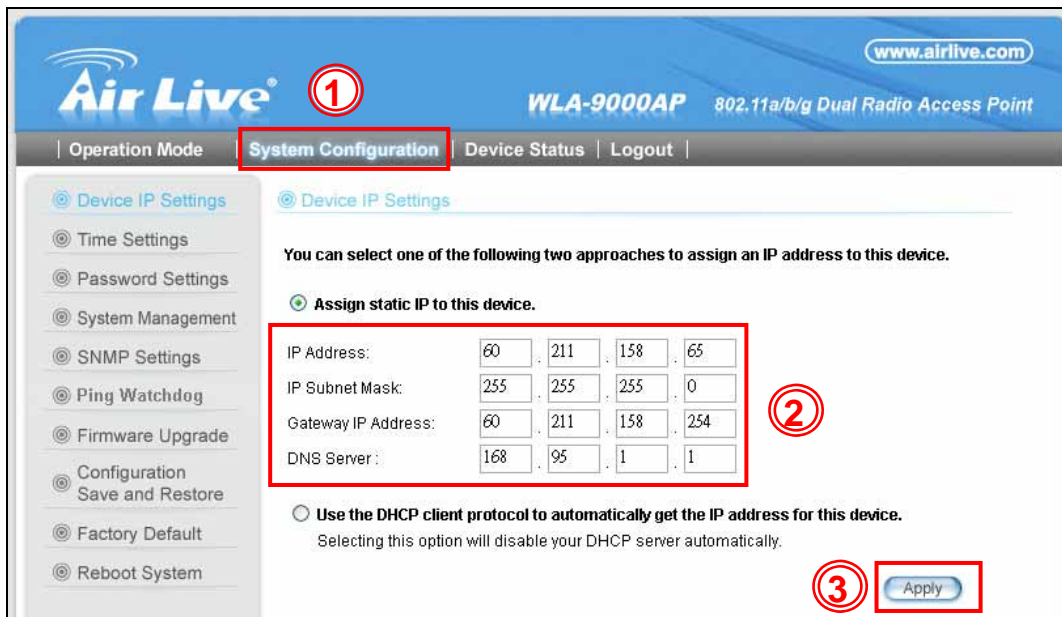 www.airlive.com
Air Live®
①
WLA-9000AP 802.11a/b/g Dual Radio Access Point
| Operation Mode | System Configuration | Device Status | Logout |
Device IP Settings
Time Settings
Password Settings
System Management
SNMP Settings
Ping Watchdog
Firmware Upgrade
Configuration
Save and Restore
Factory Default
Reboot System
Device IP Settings
You can select one of the following two approaches to assign an IP address to this device.
Assign static IP to this device.
IP Address: 60 . 211 . 158 . 65
IP Subnet Mask: 255 . 255 . 255 . 0
Gateway IP Address: 60 . 211 . 158 . 254
DNS Server : 168 . 95 . 1 . 1
②
Use the DHCP client protocol to automatically get the IP address for this device.
Selecting this option will disable your DHCP server automatically.
③ Apply